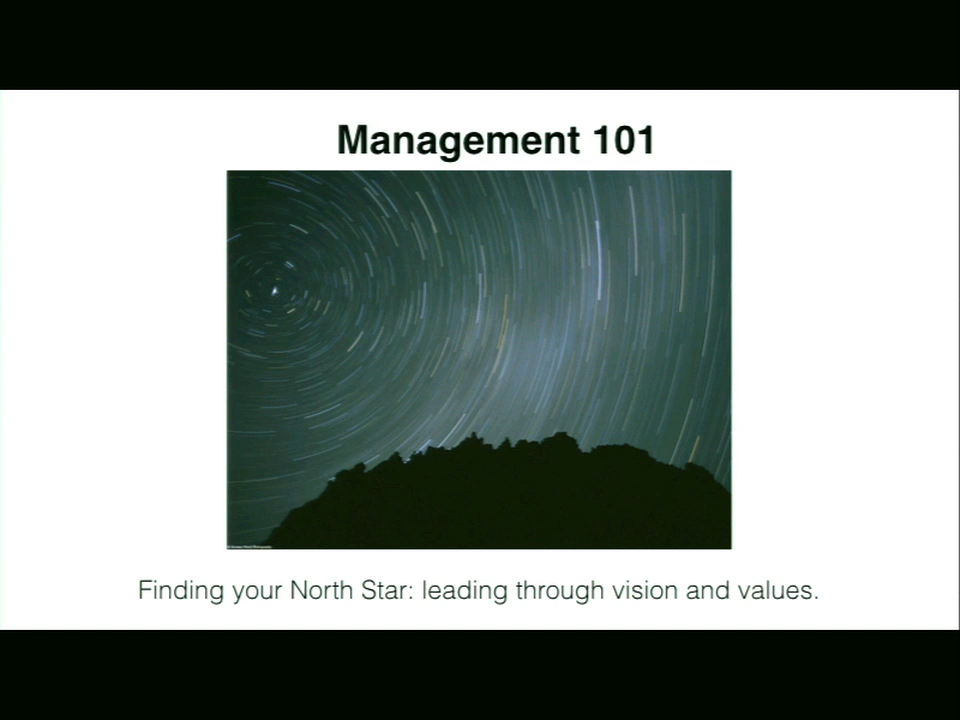 Management 101
Finding your North Star: leading through vision and values.